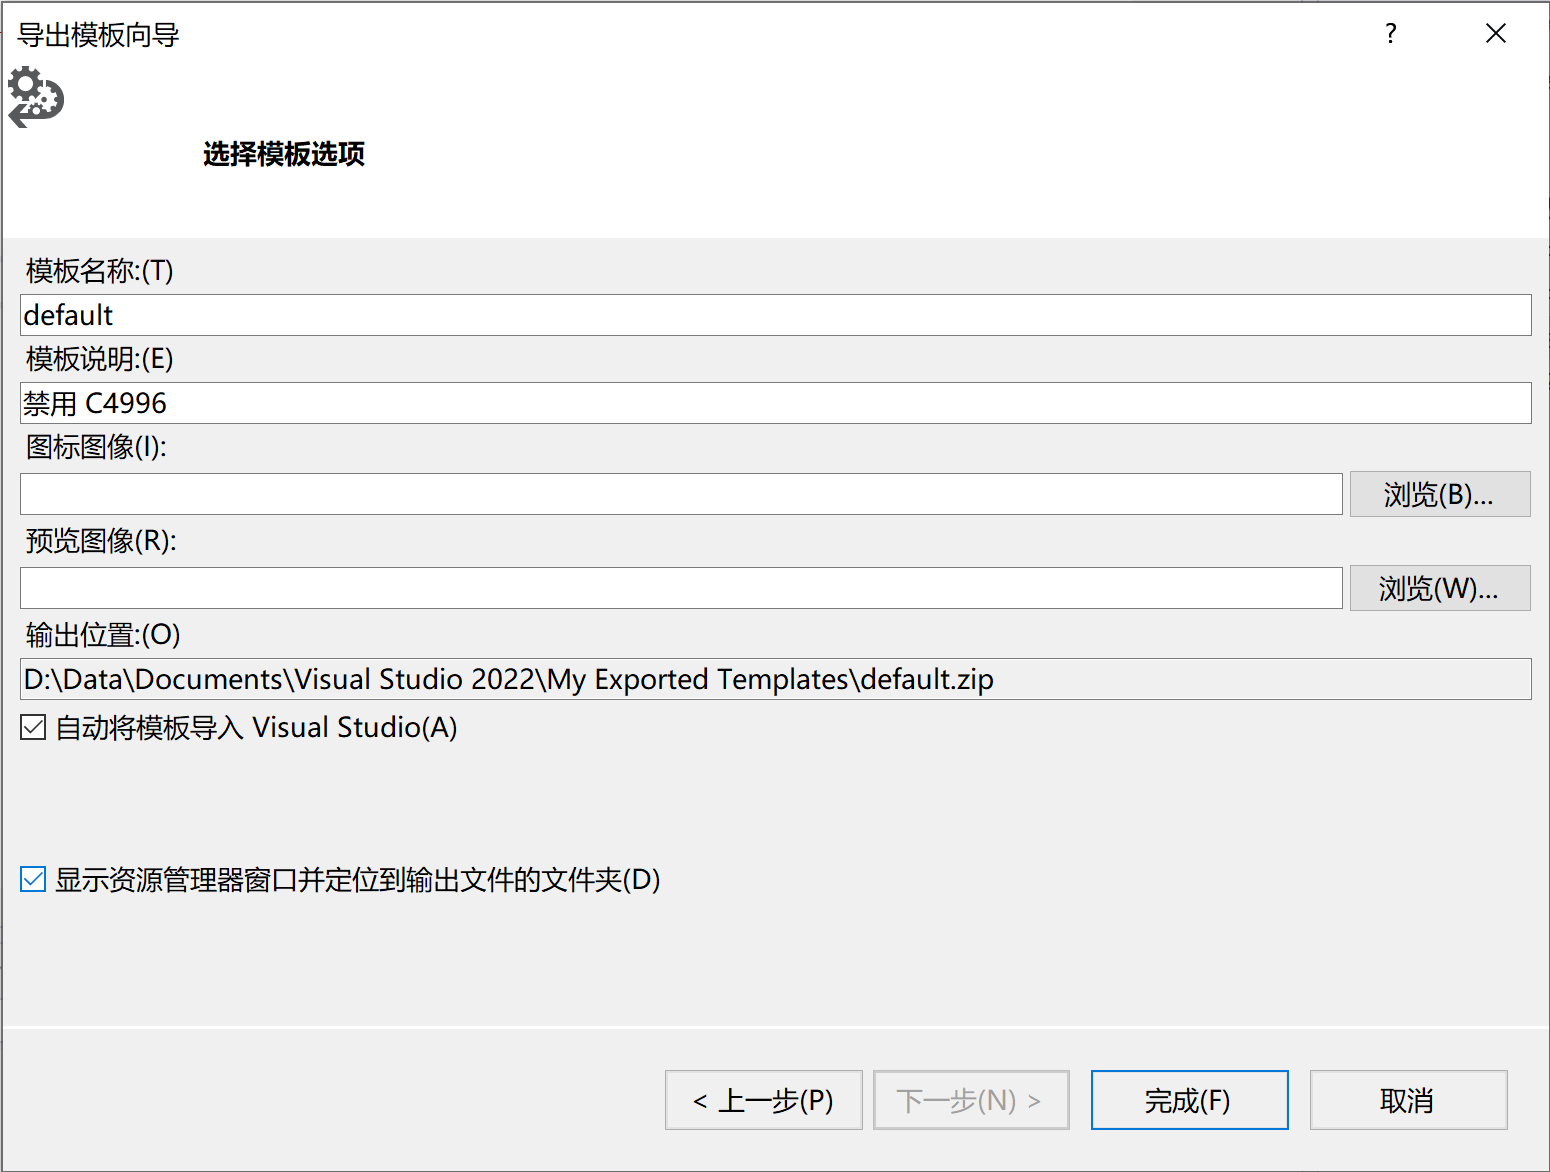 导出模板向导
?
选择模板选项
模板名称:(T)
default
模板说明:(E)
禁用 C4996
图标图像(I):
浏览(B)...
预览图像(R):
浏览(W)...
输出位置:(O)
D:\Data\Documents\Visual Studio 2022\My Exported Templates\default.zip
自动将模板导入 Visual Studio(A)
显示资源管理器窗口并定位到输出文件的文件夹(D)
< 上一步(P)
下一步(N) >
完成(F)
取消